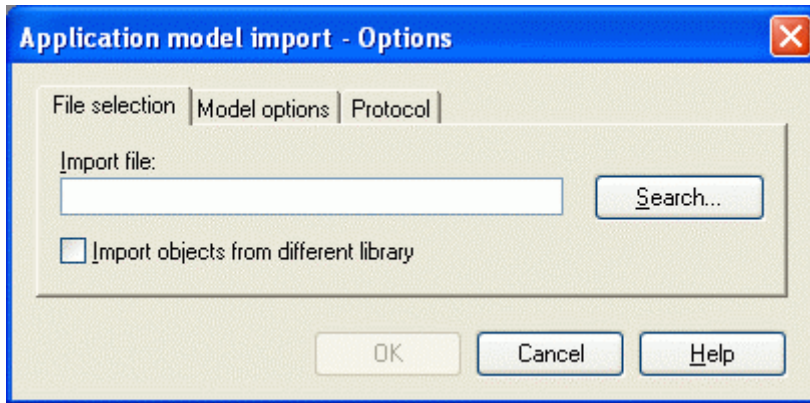 Application model import - Options
File selection Model options Protocol
Import file:
Search...
Import objects from different library
OK Cancel Help